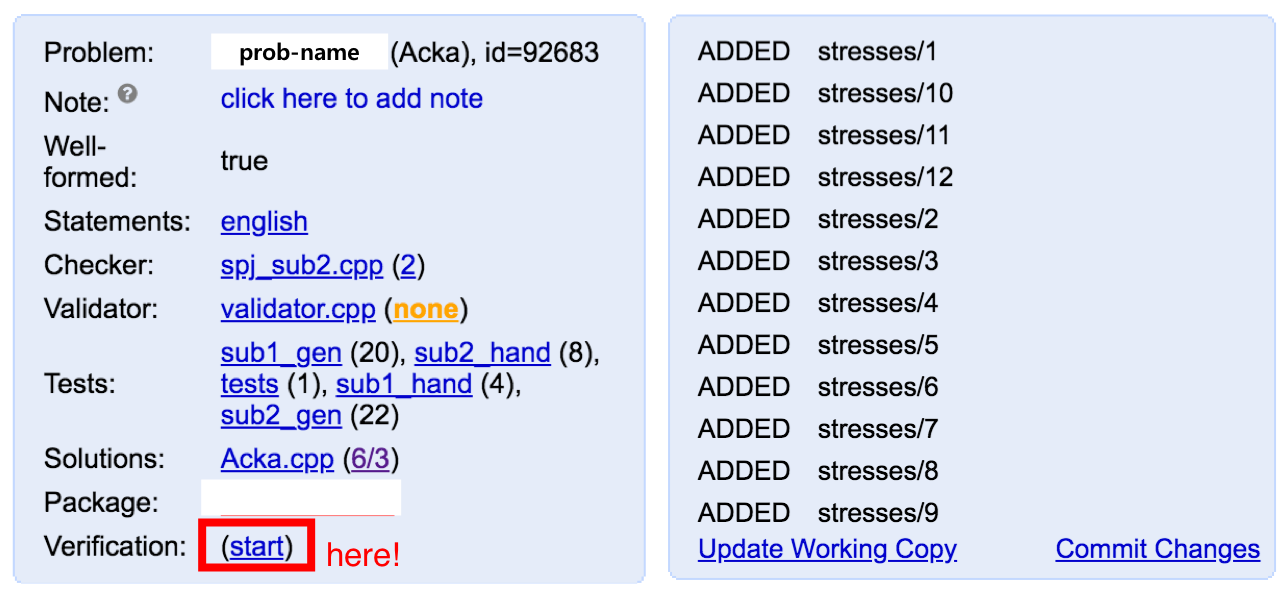 Problem: prob-name (Acka), id=92683
Note: ? click here to add note
Well-
formed: true
Statements: english
Checker: spj_sub2.cpp (2)
Validator: validator.cpp (none)
Tests: sub1_gen (20), sub2_hand (8),
tests (1), sub1_hand (4),
sub2_gen (22)
Solutions: Acka.cpp (6/3)
Package:
Verification: (start) here!
ADDED stresses/1
ADDED stresses/10
ADDED stresses/11
ADDED stresses/12
ADDED stresses/2
ADDED stresses/3
ADDED stresses/4
ADDED stresses/5
ADDED stresses/6
ADDED stresses/7
ADDED stresses/8
ADDED stresses/9
Update Working Copy Commit Changes